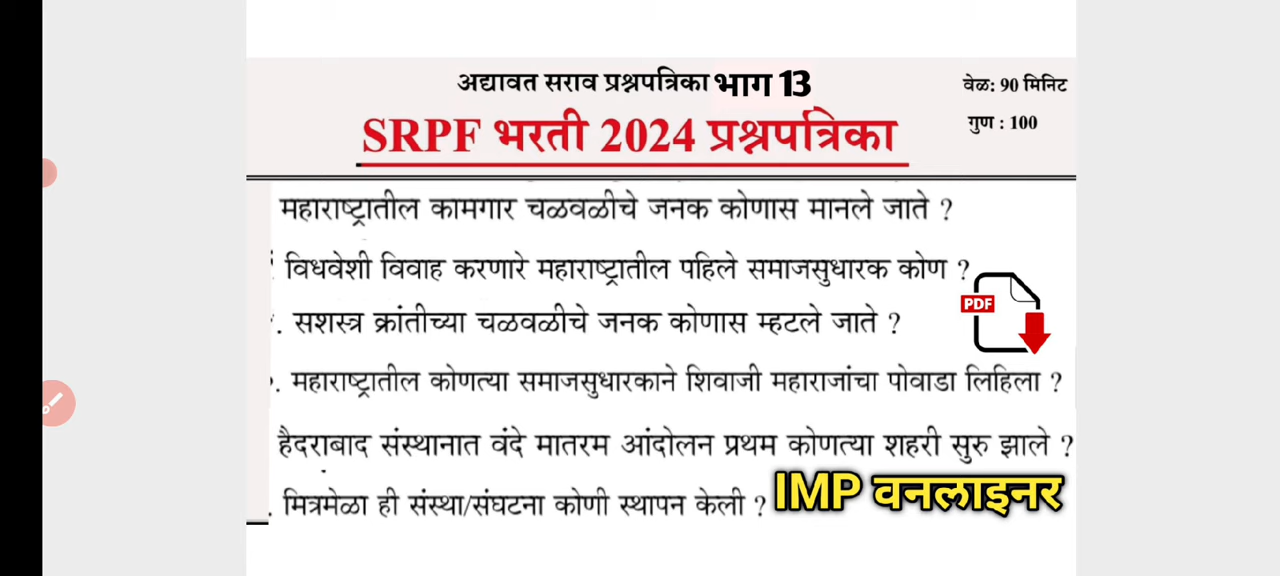 अद्यावत सराव प्रश्नपत्रिका भाग 13
वेळ: 90 मिनिट
SRPF भरती 2024 प्रश्नपत्रिका
गुण : 100
महाराष्ट्रातील कामगार चळवळीचे जनक कोणास मानले जाते ?
विधवेशी विवाह करणारे महाराष्ट्रातील पहिले समाजसुधारक कोण ?
PDF
. सशस्त्र क्रांतीच्या चळवळीचे जनक कोणास म्हटले जाते ?
. महाराष्ट्रातील कोणत्या समाजसुधारकाने शिवाजी महाराजांचा पोवाडा लिहिला ?
हैदराबाद संस्थानात वंदे मातरम आंदोलन प्रथम कोणत्या शहरी सुरु झाले ?
. मित्रमेळा ही संस्था/संघटना कोणी स्थापन केली ?
IMP वनलाइनर